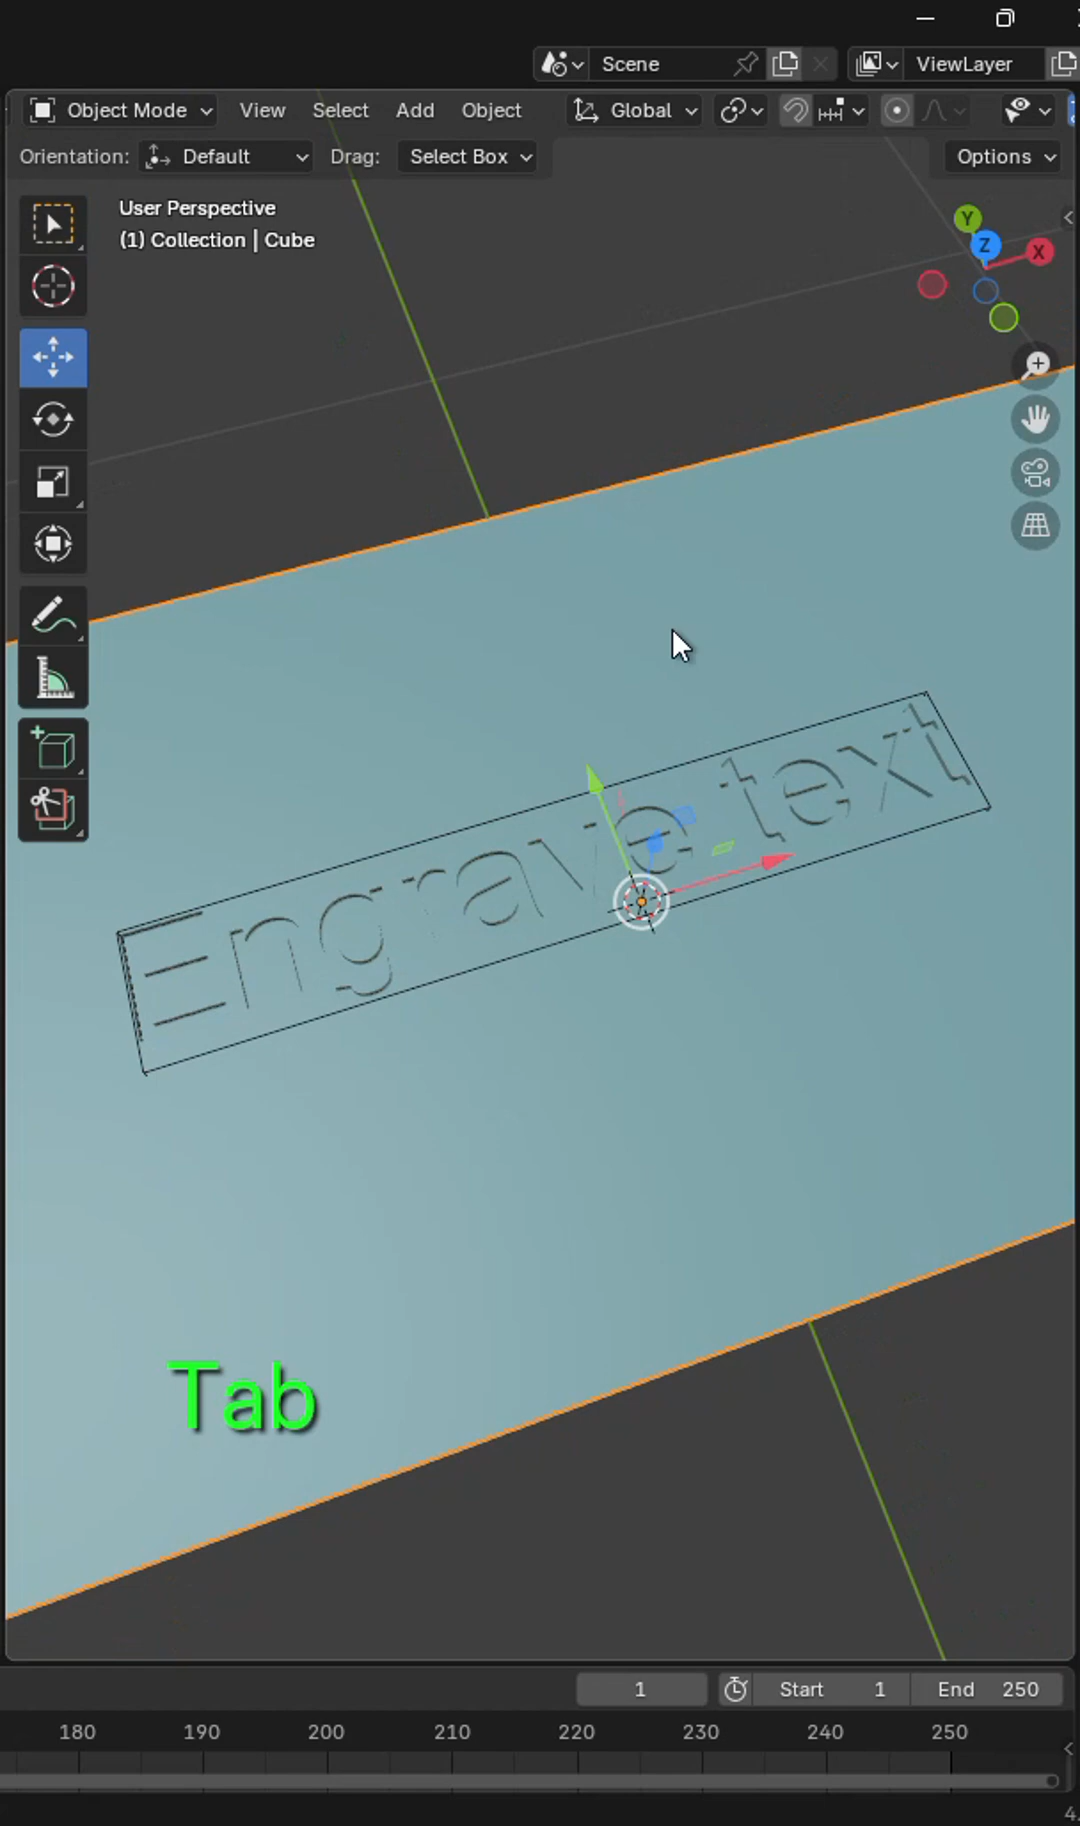 Scene
ViewLayer
Object Mode View Select Add Object Global
Orientation: Default Drag: Select Box Options
User Perspective
(1) Collection | Cube
Y
Z
X
Engrave text
Tab
1 Start 1 End 250
180 190 200 210 220 230 240 250
4.